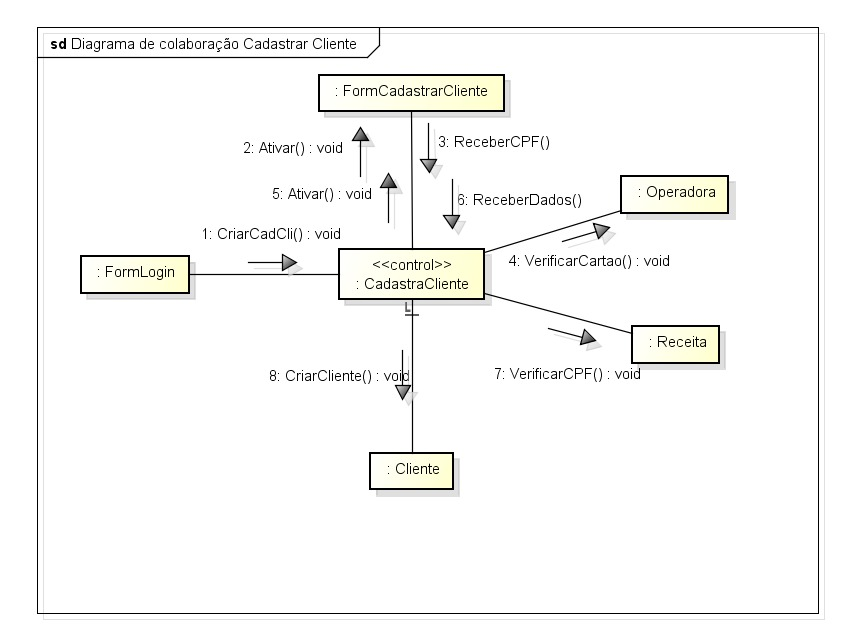 sd Diagrama de colaboração Cadastrar Cliente
: FormCadastrarCliente
2: Ativar() : void
3: ReceberCPF()
5: Ativar() : void
6: ReceberDados()
: Operadora
1: CriarCadCli() : void
: FormLogin
<<control>>
: CadastraCliente
4: VerificarCartao() : void
: Receita
8: CriarCliente() : void
7: VerificarCPF() : void
: Cliente